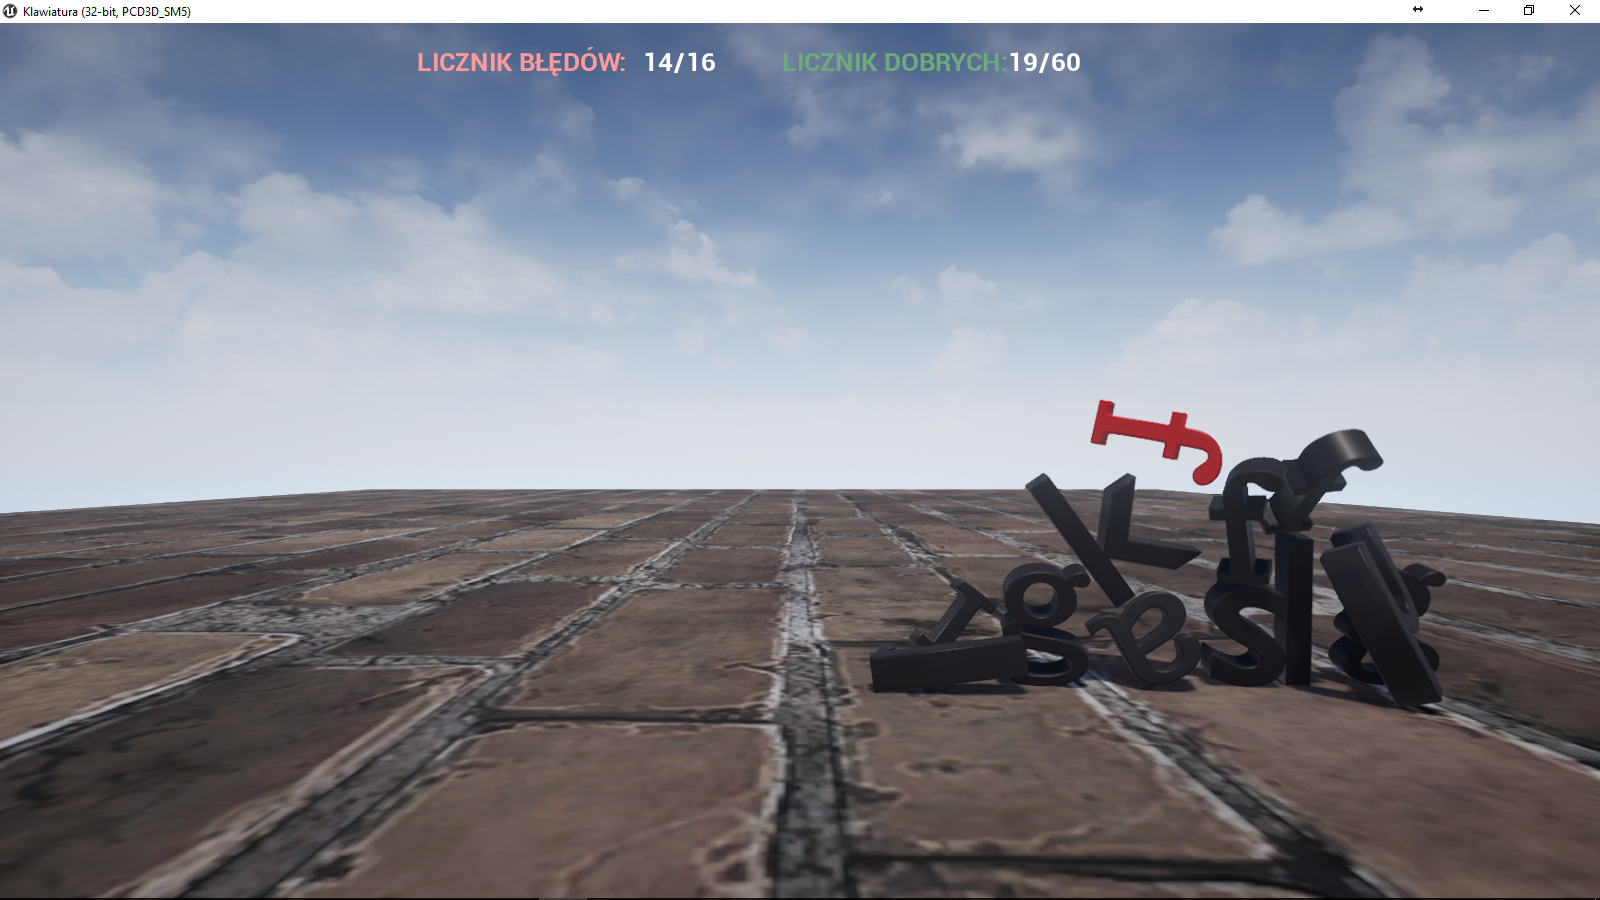 Klawiatura (32-bit, PCD3D_SM5)
LICZNIK BŁĘDÓW: 14/16 LICZNIK DOBRYCH:19/60
f
K f f
g e s l